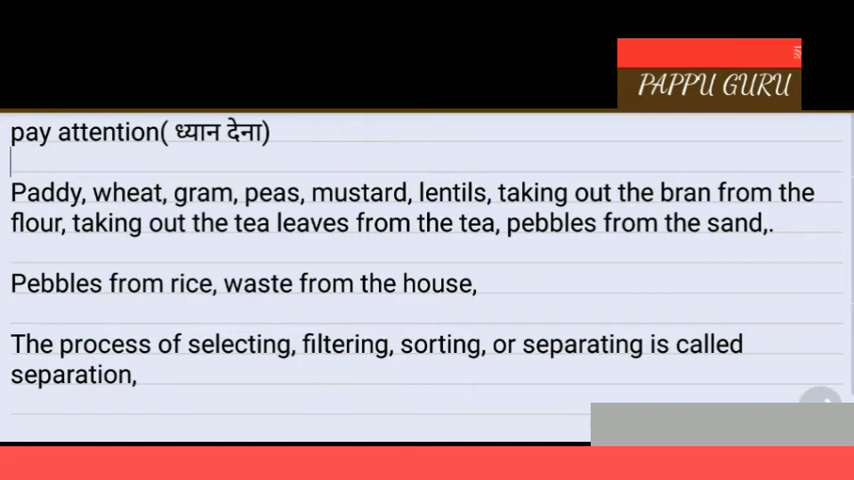 PAPPU GURU
pay attention( ध्यान देना)
Paddy, wheat, gram, peas, mustard, lentils, taking out the bran from the
flour, taking out the tea leaves from the tea, pebbles from the sand,.
Pebbles from rice, waste from the house,
The process of selecting, filtering, sorting, or separating is called
separation,